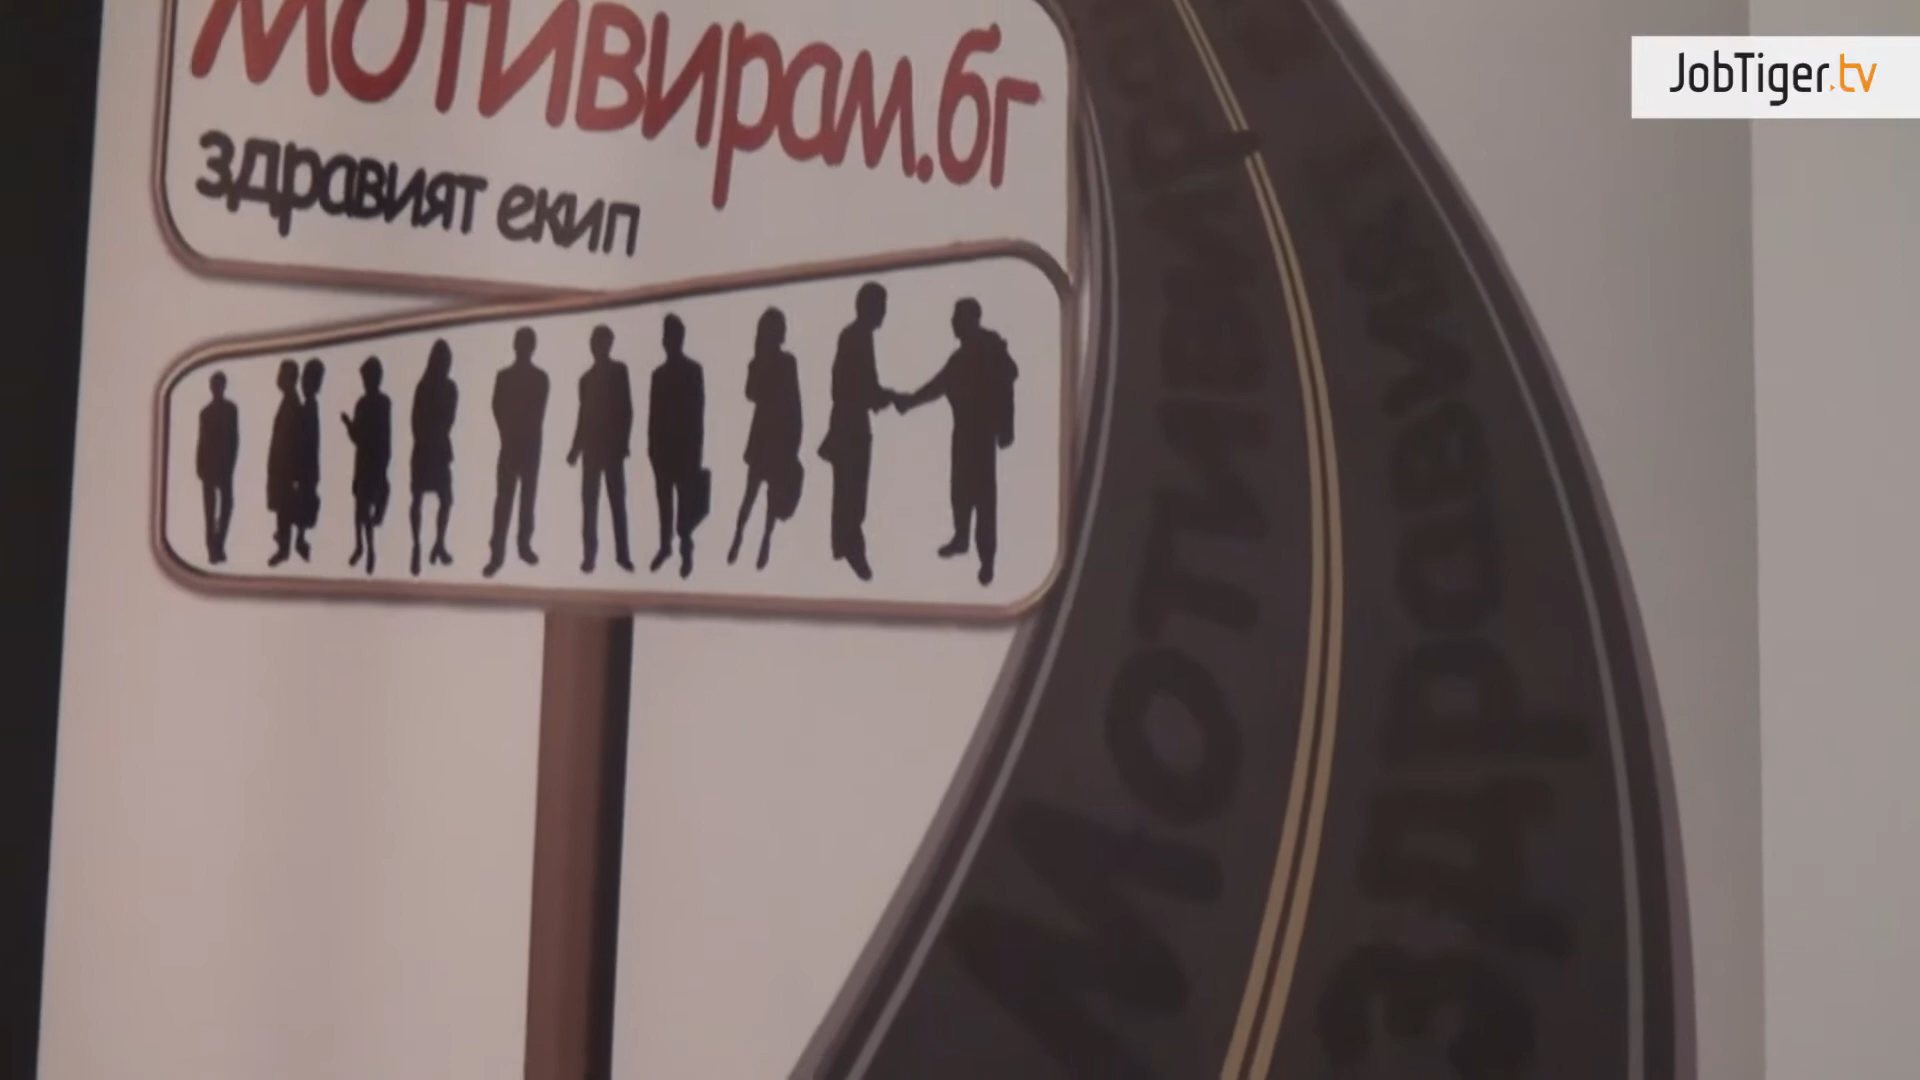 Мотивирам.бг
JobTiger.tv
здравият екип